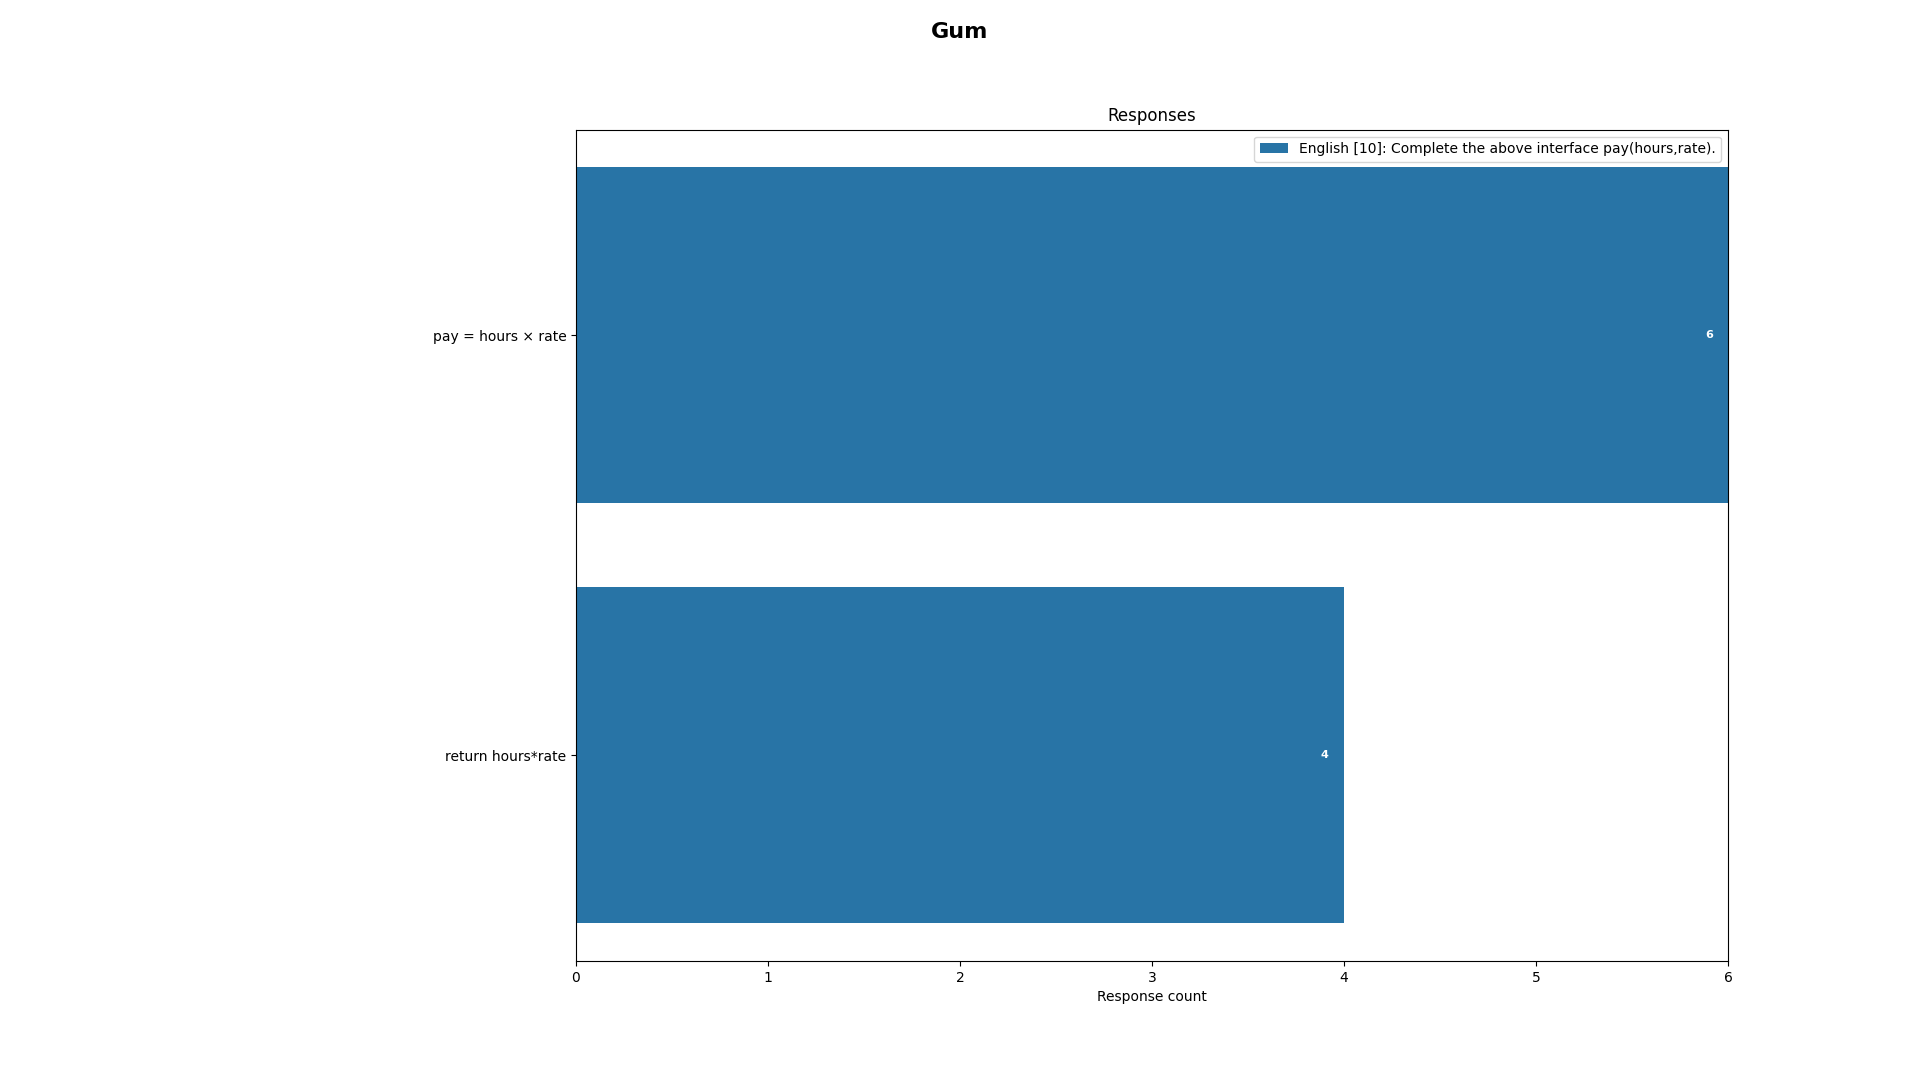 Gum
Responses
English [10]: Complete the above interface pay(hours,rate).
pay = hours × rate
6
return hours*rate
4
0 1 2 3 4 5 6
Response count